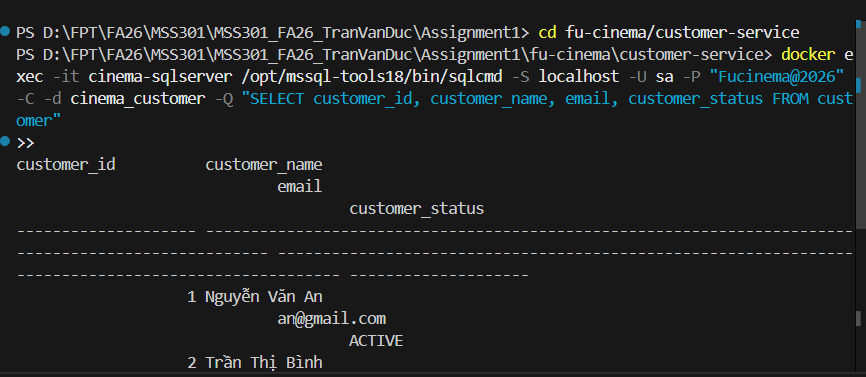 PS D:\FPT\FA26\MSS301\MSS301_FA26_TranVanDuc\Assignment1> cd fu-cinema/customer-service
PS D:\FPT\FA26\MSS301\MSS301_FA26_TranVanDuc\Assignment1\fu-cinema\customer-service> docker e
xec -it cinema-sqlserver /opt/mssql-tools18/bin/sqlcmd -S localhost -U sa -P "Fucinema@2026"
-C -d cinema_customer -Q "SELECT customer_id, customer_name, email, customer_status FROM cust
omer"
>>
customer_id customer_name
email
customer_status
-------------------- ------------------------------------------------------------------------
---------------------------- ----------------------------------------------------------------
------------------------------------ --------------------
1 Nguyễn Văn An
an@gmail.com
ACTIVE
2 Trần Thị Bình